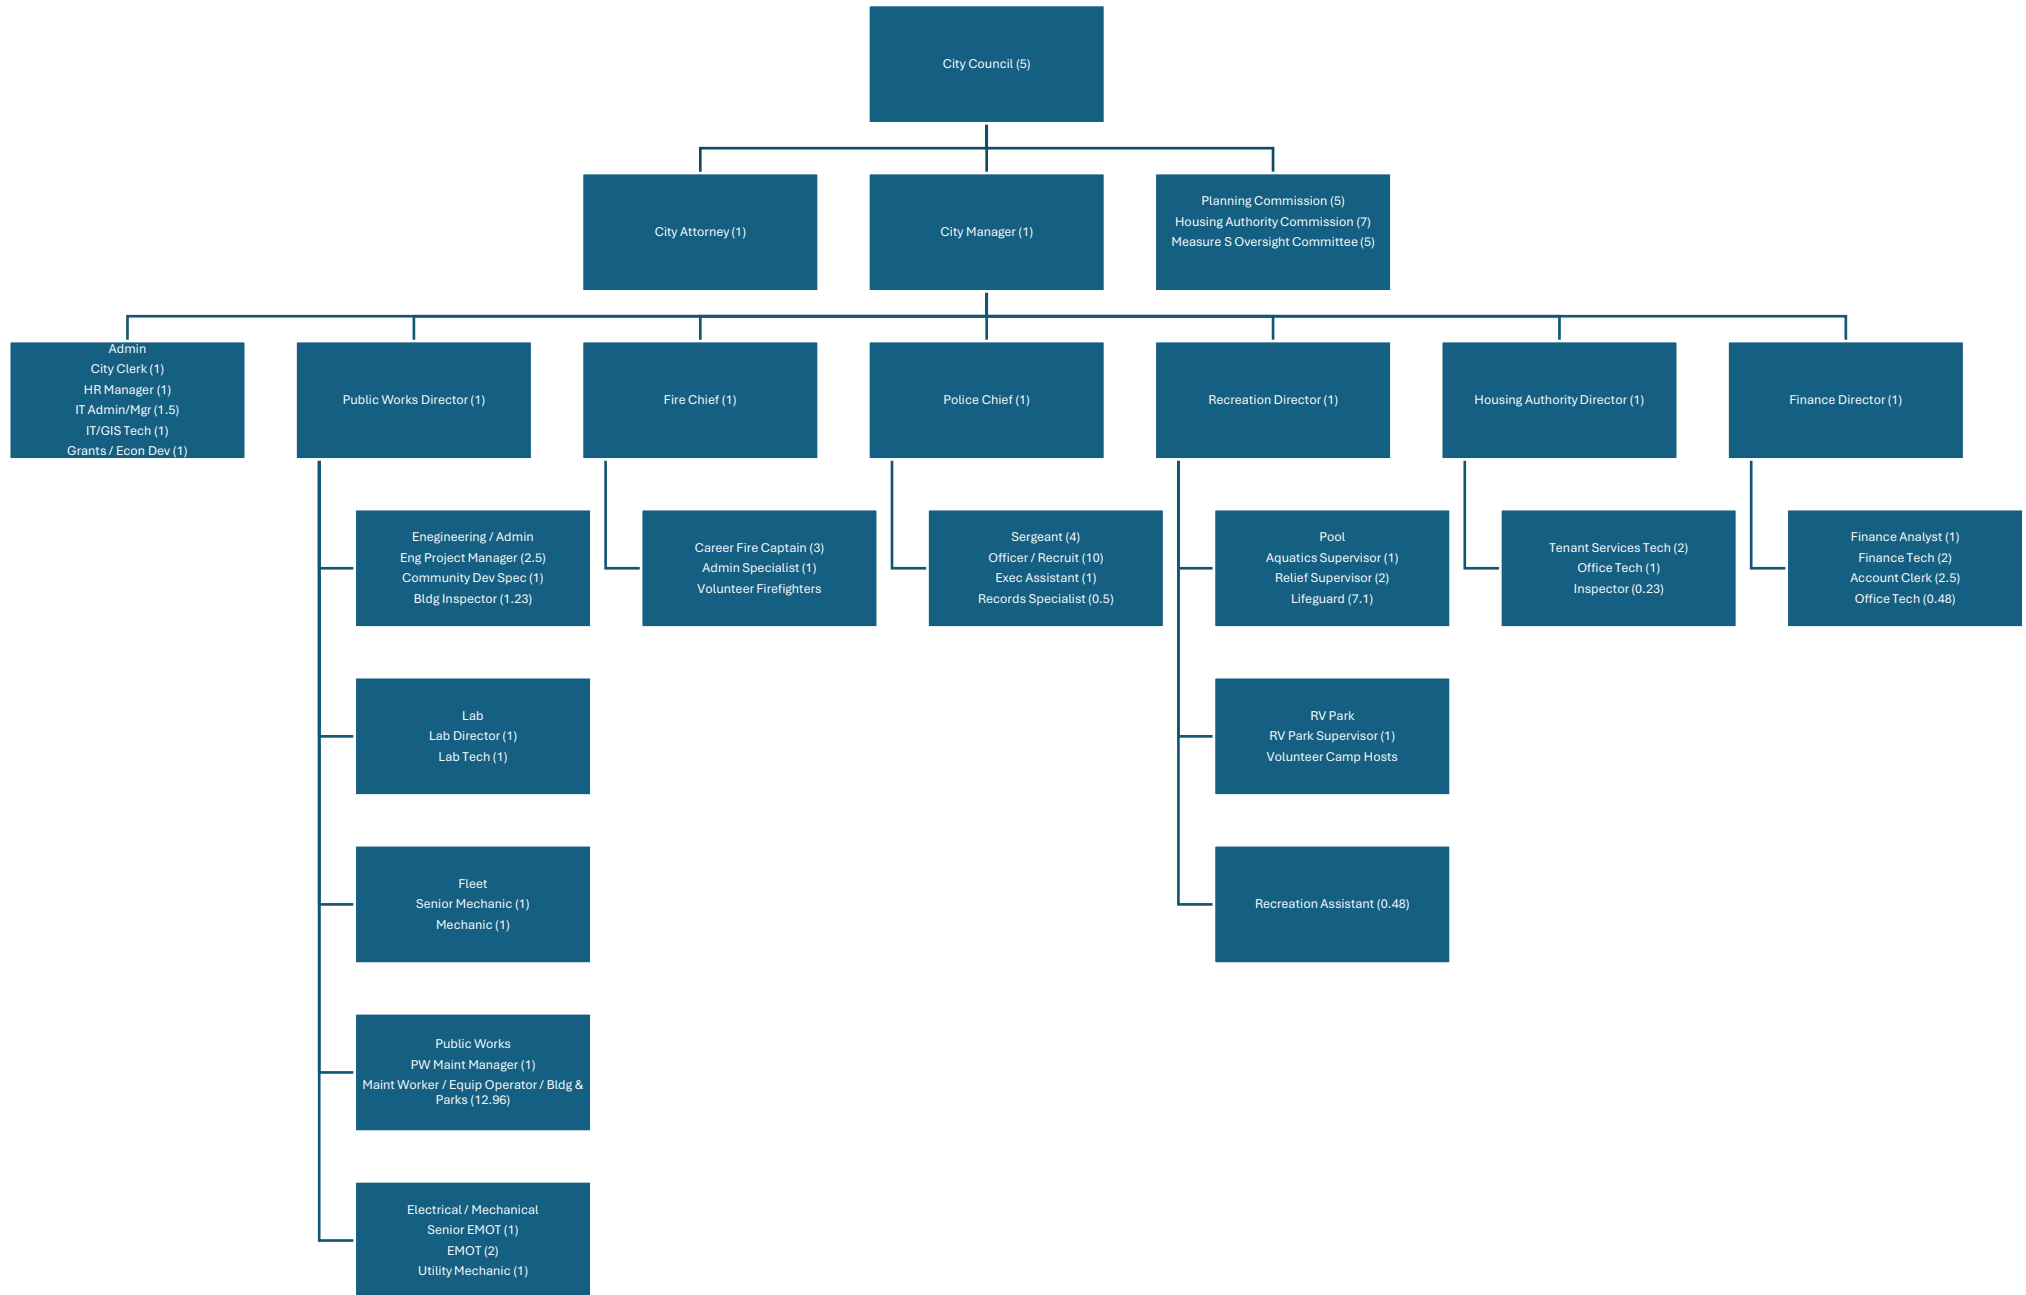 City Council (5)
City Attorney (1)
City Manager (1)
Planning Commission (5)
Housing Authority Commission (7)
Measure S Oversight Committee (5)
Admin
City Clerk (1)
HR Manager (1)
IT Admin/Mgr (1.5)
IT/GIS Tech (1)
Grants / Econ Dev (1)
Public Works Director (1)
Fire Chief (1)
Police Chief (1)
Recreation Director (1)
Housing Authority Director (1)
Finance Director (1)
Enegineering / Admin
Eng Project Manager (2.5)
Community Dev Spec (1)
Bldg Inspector (1.23)
Career Fire Captain (3)
Admin Specialist (1)
Volunteer Firefighters
Sergeant (4)
Officer / Recruit (10)
Exec Assistant (1)
Records Specialist (0.5)
Pool
Aquatics Supervisor (1)
Relief Supervisor (2)
Lifeguard (7.1)
Tenant Services Tech (2)
Office Tech (1)
Inspector (0.23)
Finance Analyst (1)
Finance Tech (2)
Account Clerk (2.5)
Office Tech (0.48)
Lab
Lab Director (1)
Lab Tech (1)
RV Park
RV Park Supervisor (1)
Volunteer Camp Hosts
Fleet
Senior Mechanic (1)
Mechanic (1)
Recreation Assistant (0.48)
Public Works
PW Maint Manager (1)
Maint Worker / Equip Operator / Bldg &
Parks (12.96)
Electrical / Mechanical
Senior EMOT (1)
EMOT (2)
Utility Mechanic (1)